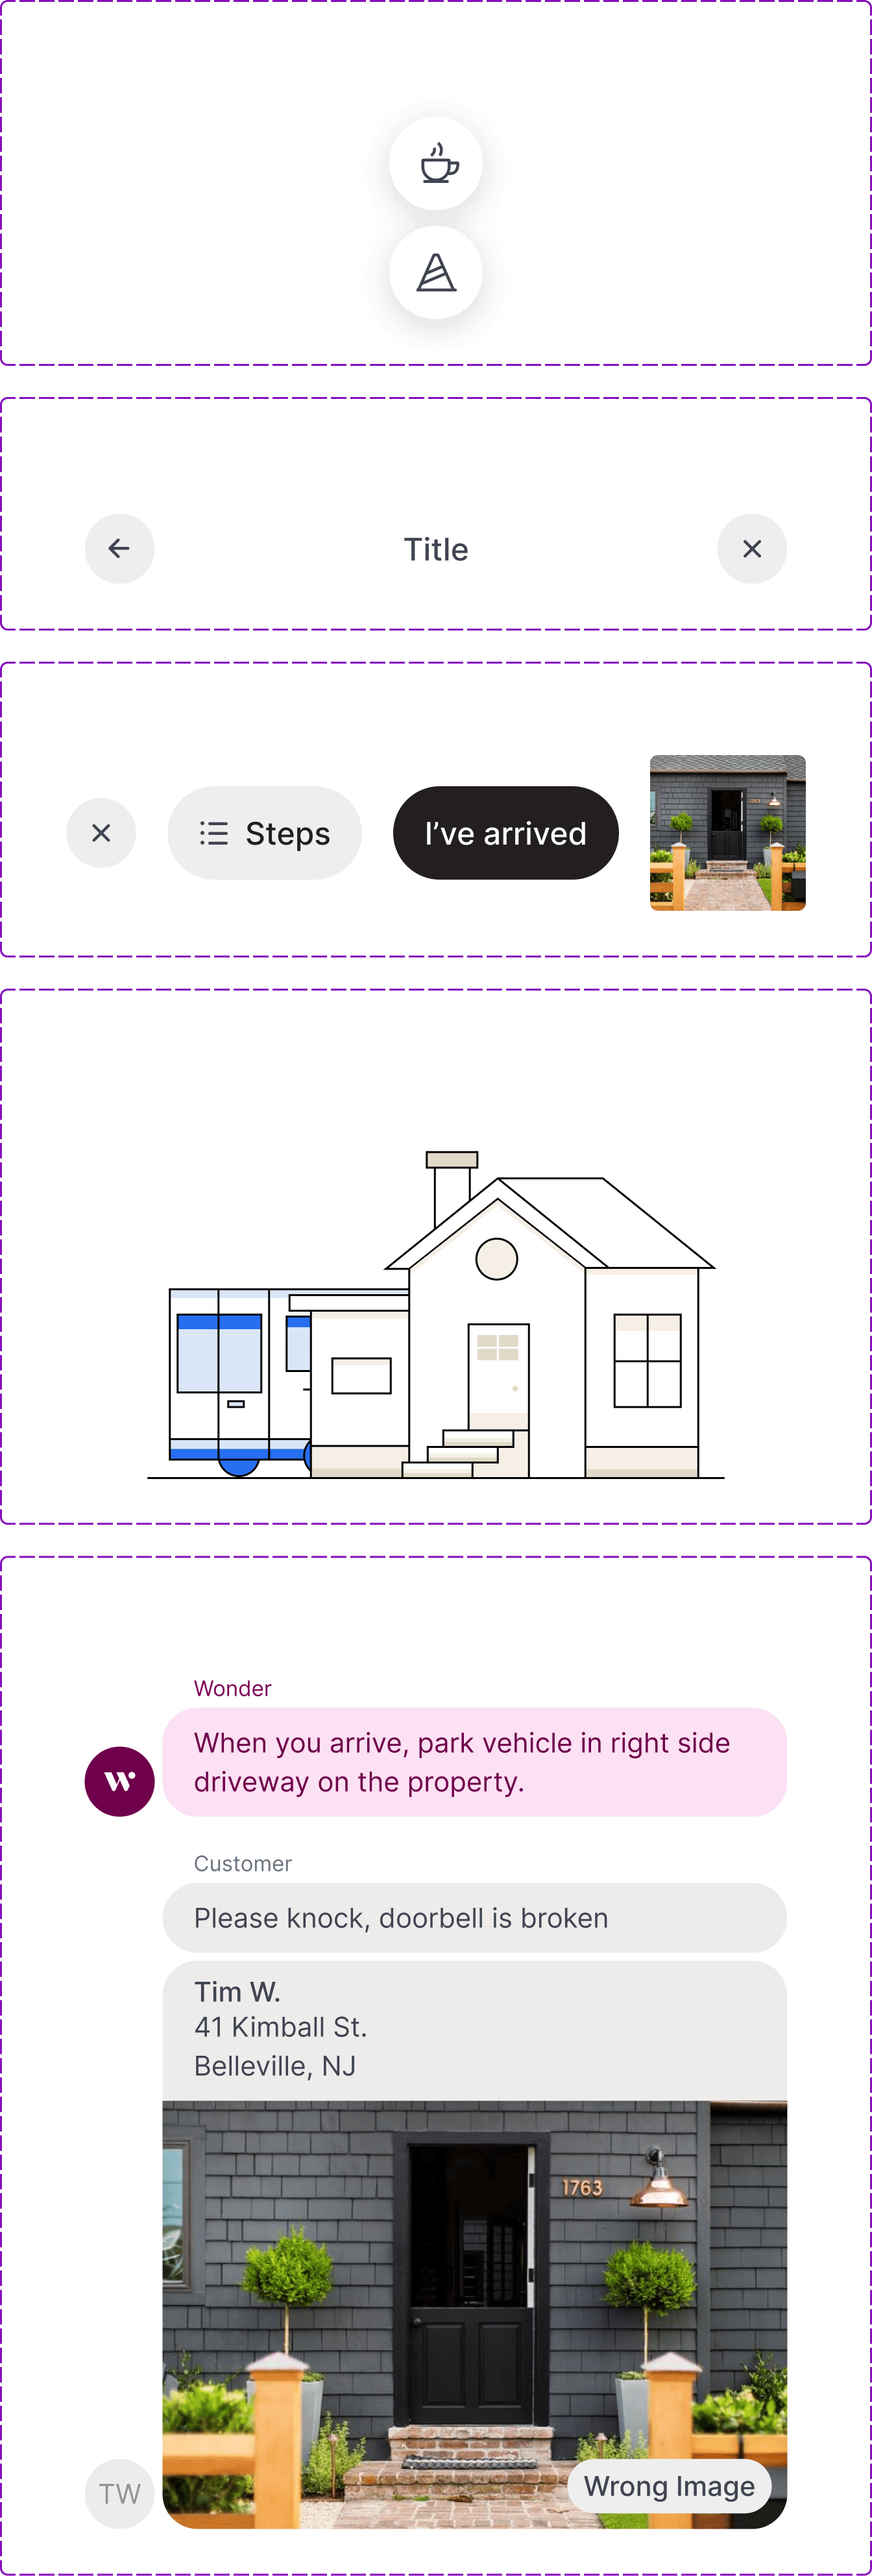 Title
Steps
I’ve arrived
Wonder
When you arrive, park vehicle in right side
driveway on the property.
Customer
Please knock, doorbell is broken
Tim W.
41 Kimball St.
Belleville, NJ
1763
TW
Wrong Image